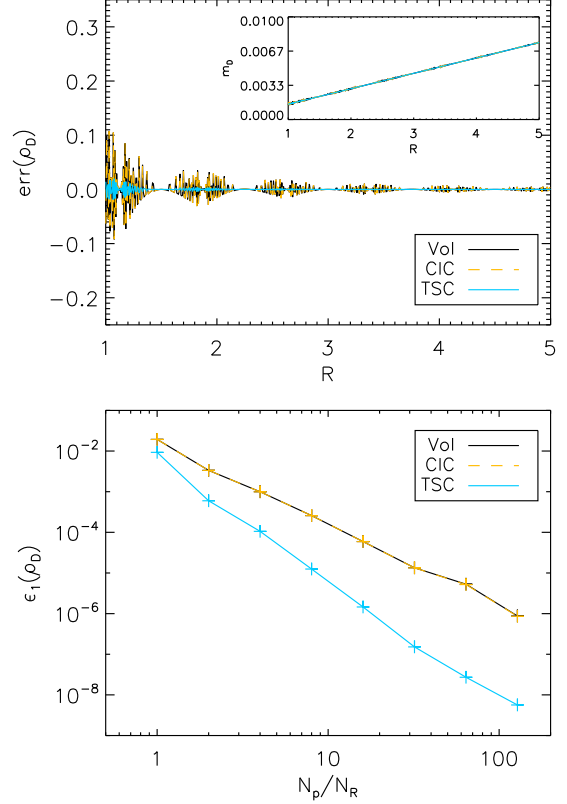 0.3
0.2
0.1
0.0
−0.1
−0.2
err(ρ_D)
1 2 3 4 5
R
0.0100
0.0067
0.0033
0.0000
m_D
1 2 3 4 5
R
Vol
CIC
TSC
10^−2
10^−4
10^−6
10^−8
ϵ_1(ρ_D)
1 10 100
N_p/N_R
Vol
CIC
TSC